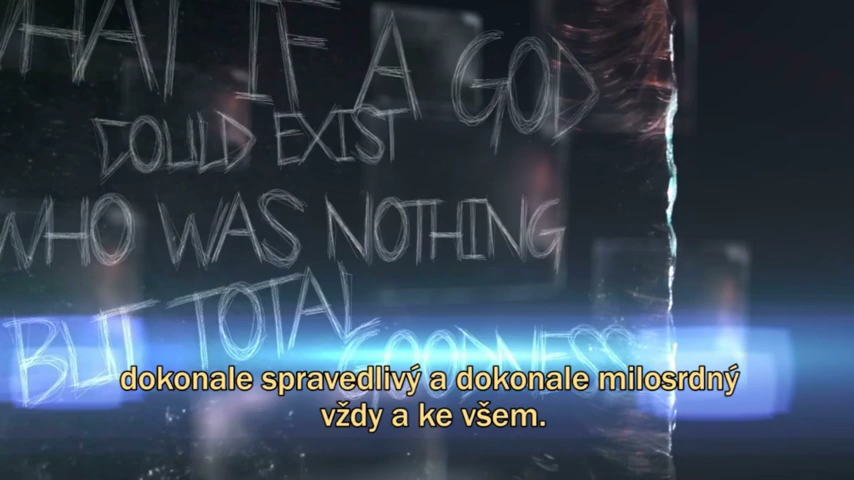 WHAT IF A GOD
COULD EXIST
WHO WAS NOTHING
BUT TOTAL
GOODNESS
dokonale spravedlivý a dokonale milosrdný
vždy a ke všem.